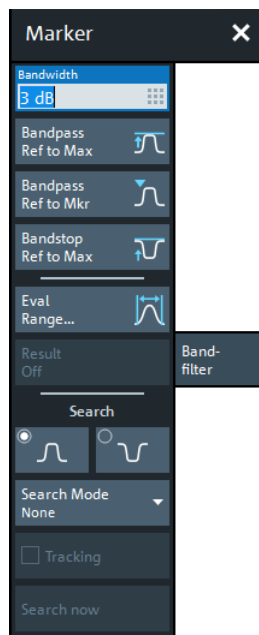 Marker
Bandwidth
3 dB
Bandpass
Ref to Max
Bandpass
Ref to Mkr
Bandstop
Ref to Max
Eval
Range...
Result
Off
Band-
filter
Search
Search Mode
None
Tracking
Search now